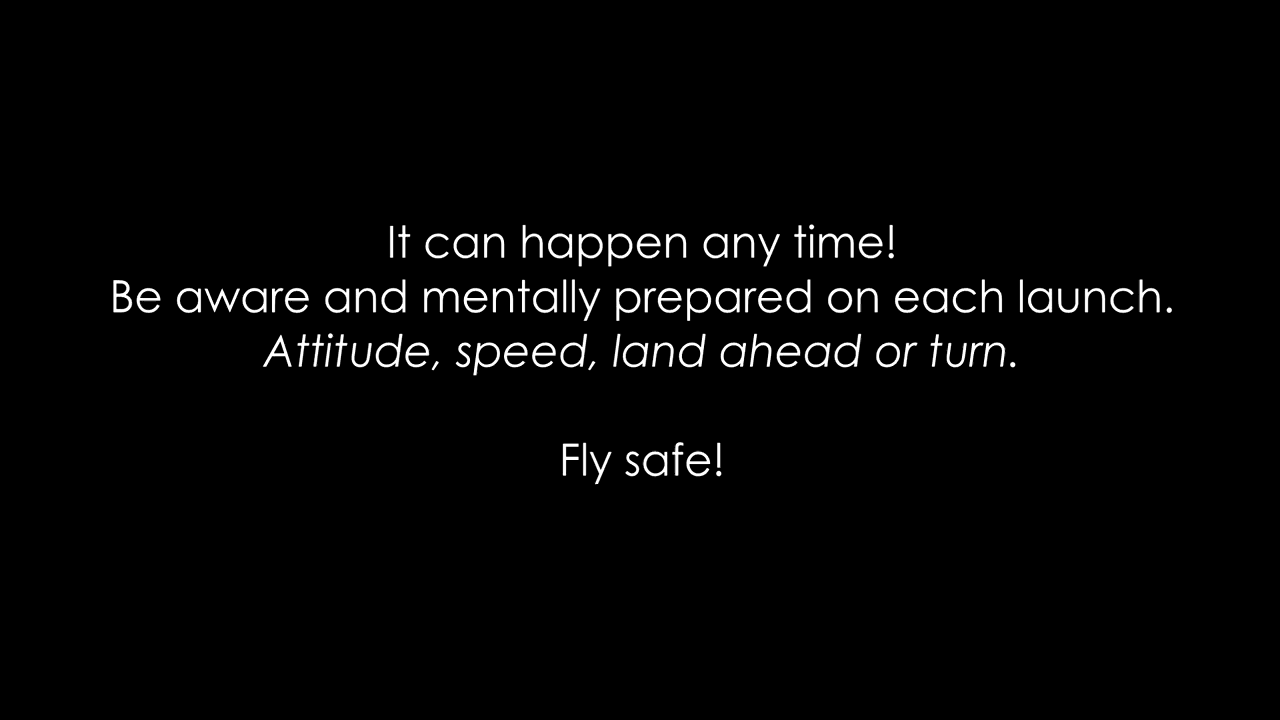 It can happen any time!
Be aware and mentally prepared on each launch.
Attitude, speed, land ahead or turn.
Fly safe!